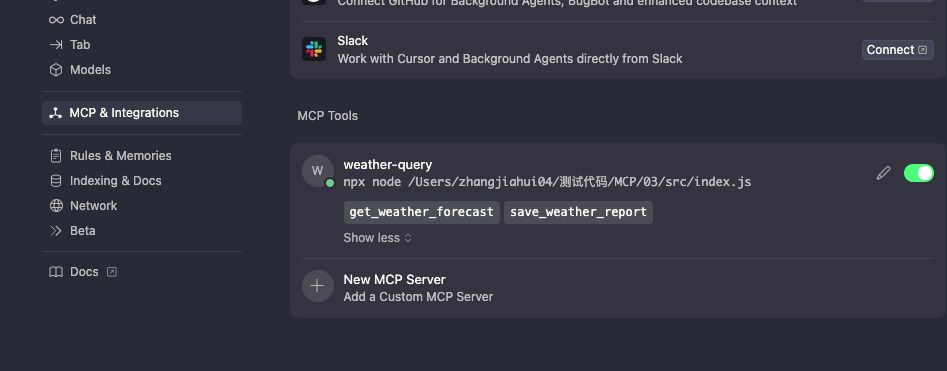 Chat
Tab
Models
MCP & Integrations
Rules & Memories
Indexing & Docs
Network
Beta
Docs
Connect GitHub for Background Agents, BugBot and enhanced codebase context
Slack
Work with Cursor and Background Agents directly from Slack
Connect
MCP Tools
W
weather-query
npx node /Users/zhangjiahui04/测试代码/MCP/03/src/index.js
get_weather_forecast save_weather_report
Show less
New MCP Server
Add a Custom MCP Server